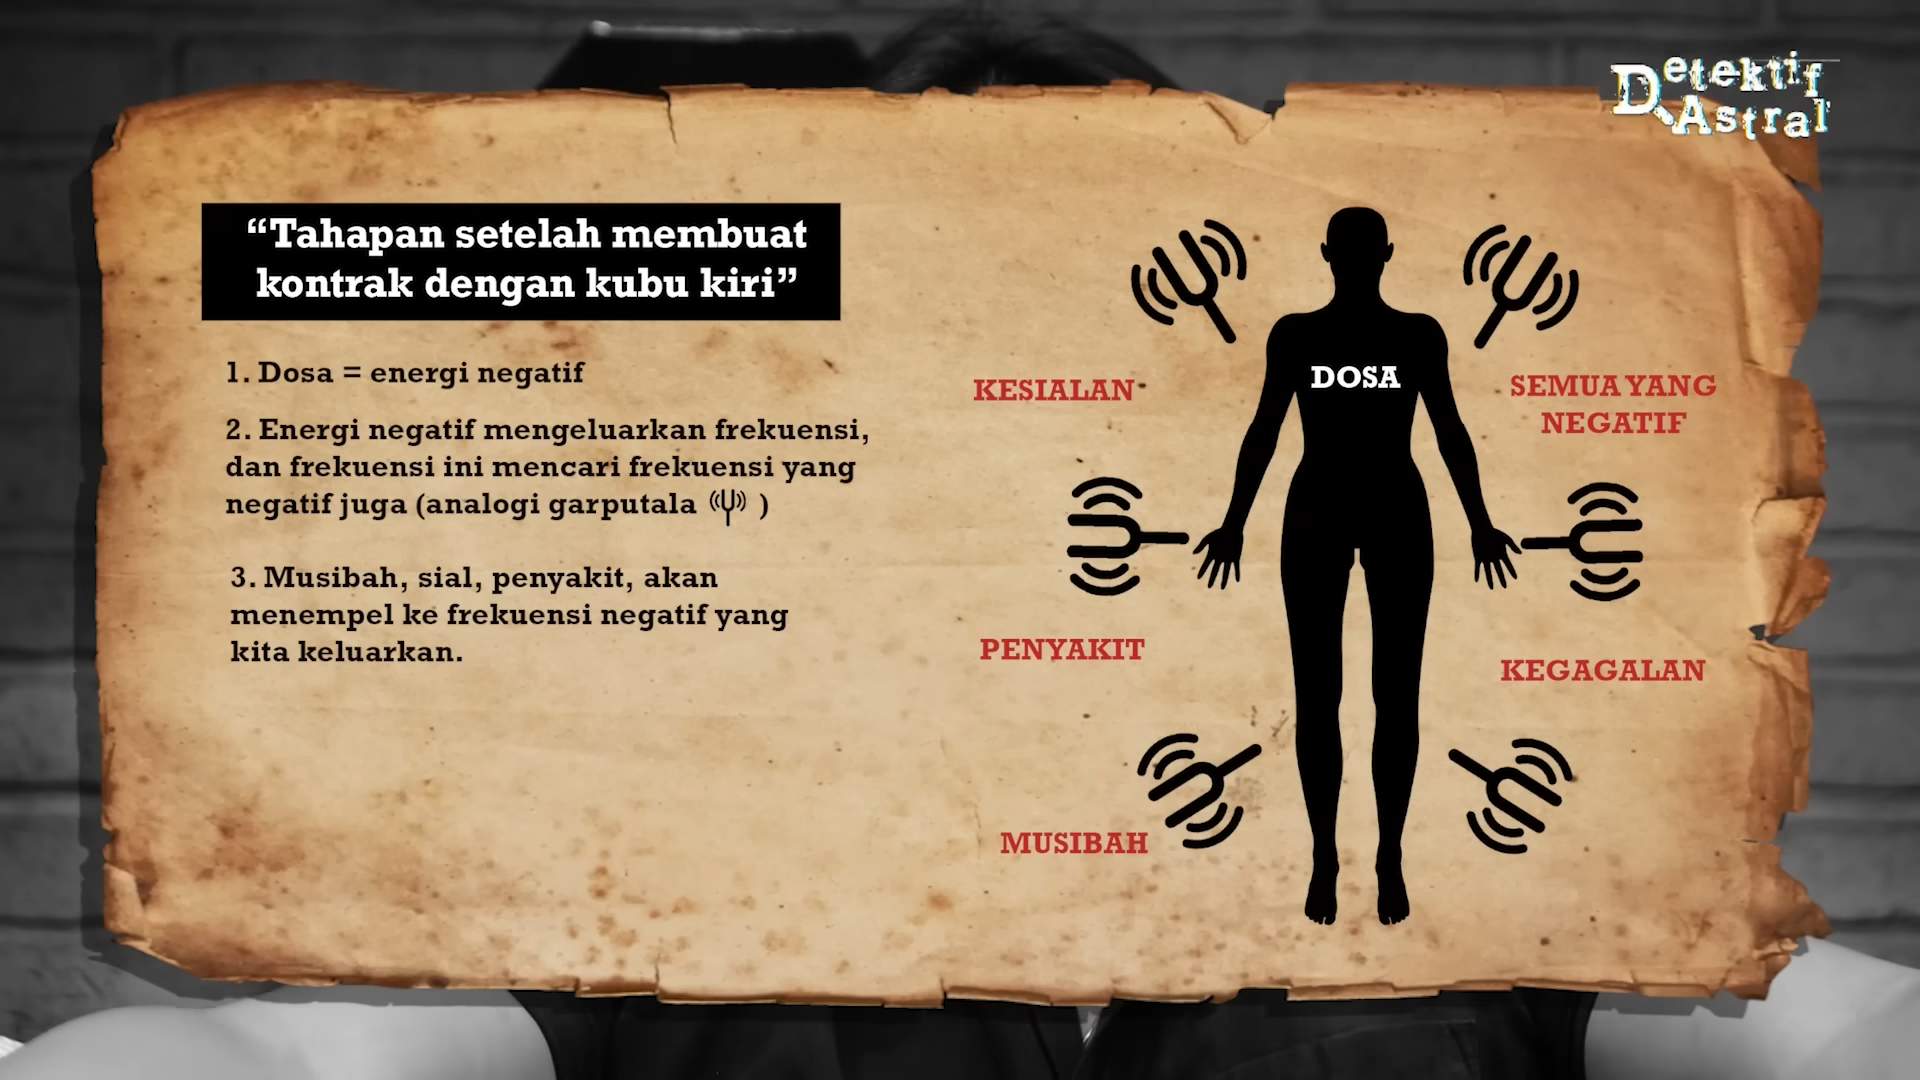 Detektif
Astral
“Tahapan setelah membuat
kontrak dengan kubu kiri”
1. Dosa = energi negatif
2. Energi negatif mengeluarkan frekuensi,
dan frekuensi ini mencari frekuensi yang
negatif juga (analogi garputala )
3. Musibah, sial, penyakit, akan
menempel ke frekuensi negatif yang
kita keluarkan.
DOSA
KESIALAN
SEMUA YANG
NEGATIF
PENYAKIT
KEGAGALAN
MUSIBAH